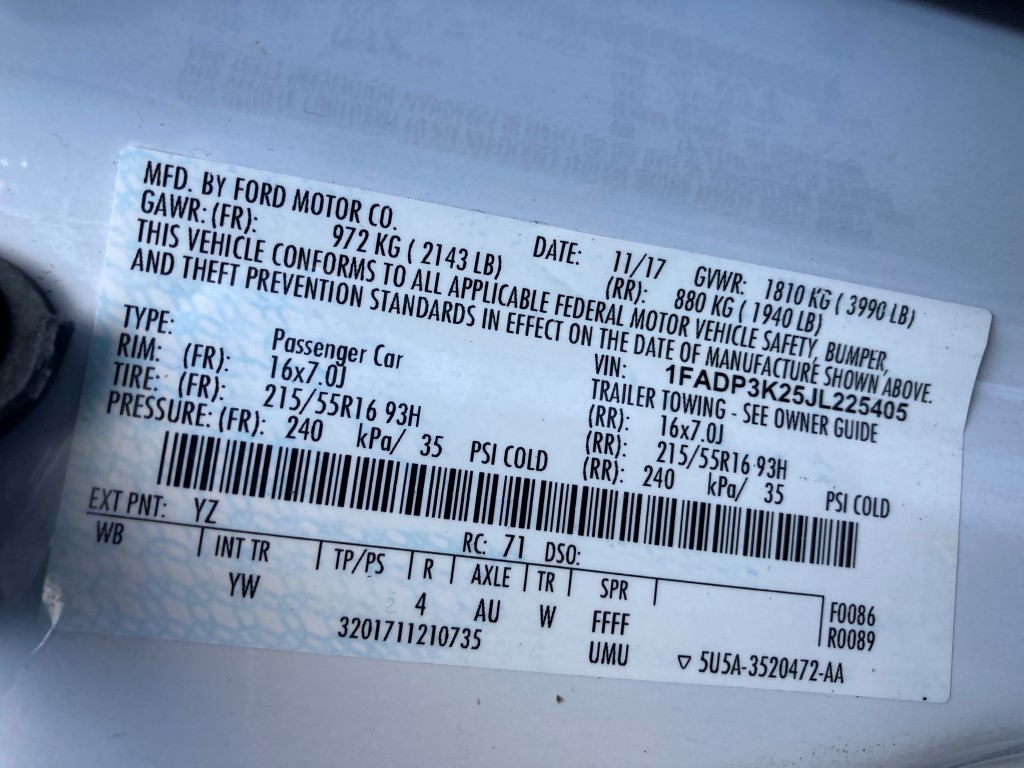 MFD. BY FORD MOTOR CO. DATE: 11/17 GVWR: 1810 KG ( 3990 LB)
GAWR: (FR): 972 KG ( 2143 LB) (RR): 880 KG ( 1940 LB)
THIS VEHICLE CONFORMS TO ALL APPLICABLE FEDERAL MOTOR VEHICLE SAFETY, BUMPER,
AND THEFT PREVENTION STANDARDS IN EFFECT ON THE DATE OF MANUFACTURE SHOWN ABOVE.
VIN: 1FADP3K25JL225405
TYPE: Passenger Car TRAILER TOWING - SEE OWNER GUIDE
RIM: (FR): 16x7.0J (RR): 16x7.0J
TIRE: (FR): 215/55R16 93H (RR): 215/55R16 93H
PRESSURE: (FR): 240 kPa/ 35 PSI COLD (RR): 240 kPa/ 35 PSI COLD
EXT PNT: YZ RC: 71 DSO:
WB INT TR TP/PS R AXLE TR SPR F0086
YW 4 AU W FFFF R0089
3201711210735 UMU ▽ 5U5A-3520472-AA